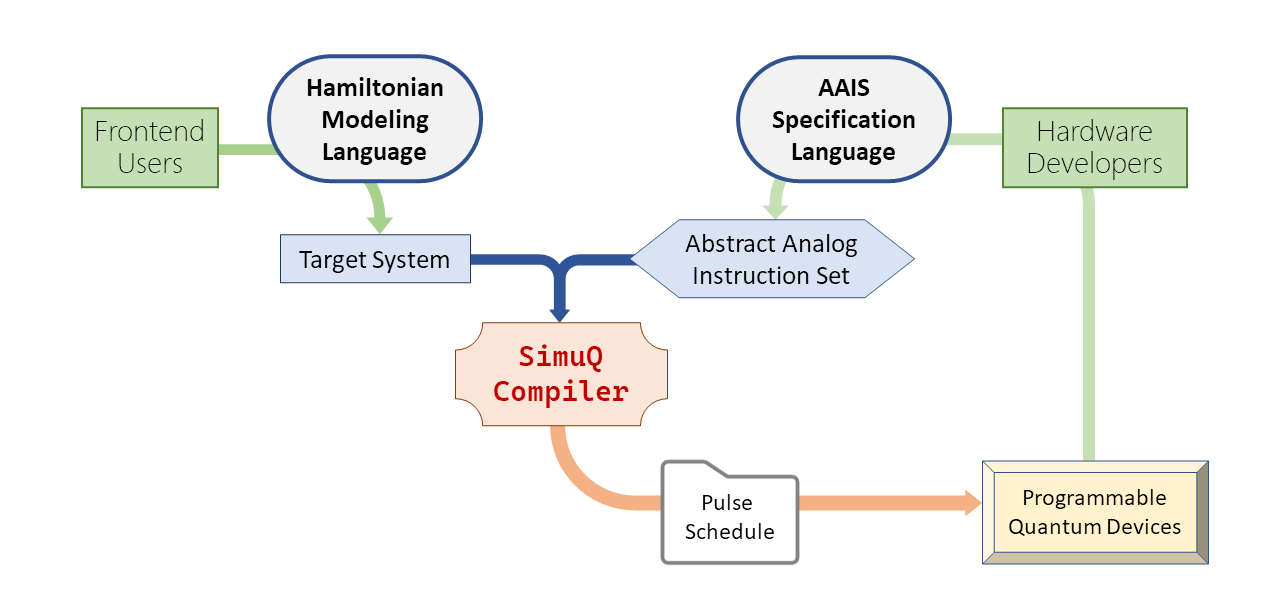 Hamiltonian
Modeling
Language
AAIS
Specification
Language
Frontend
Users
Hardware
Developers
Target System
Abstract Analog
Instruction Set
SimuQ
Compiler
Pulse
Schedule
Programmable
Quantum Devices